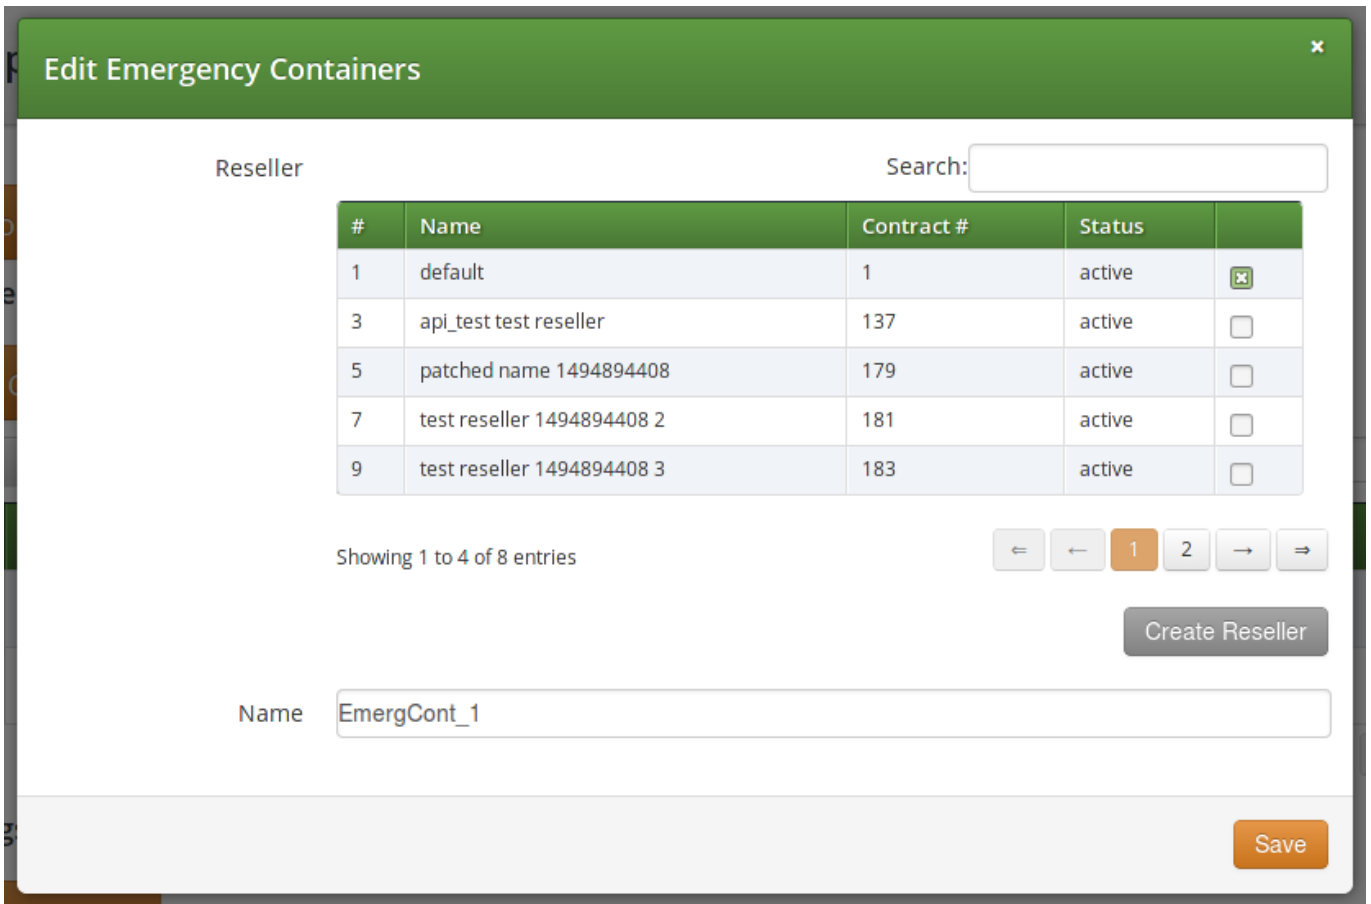 Edit Emergency Containers
×
Reseller
Search:
# Name Contract # Status
1 default 1 active
3 api_test test reseller 137 active
5 patched name 1494894408 179 active
7 test reseller 1494894408 2 181 active
9 test reseller 1494894408 3 183 active
Showing 1 to 4 of 8 entries
⇐ ← 1 2 → ⇒
Create Reseller
Name EmergCont_1
Save